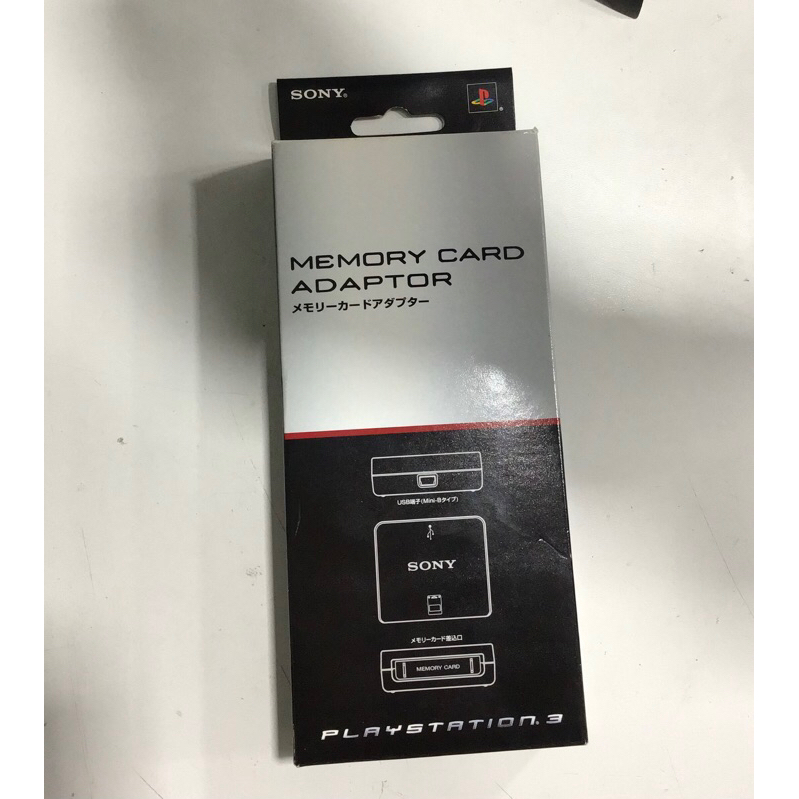 SONY®
MEMORY CARD
ADAPTOR
メモリーカードアダプター
USB端子(Mini-Bタイプ)
SONY
メモリーカード差込口
MEMORY CARD
PLAYSTATION 3